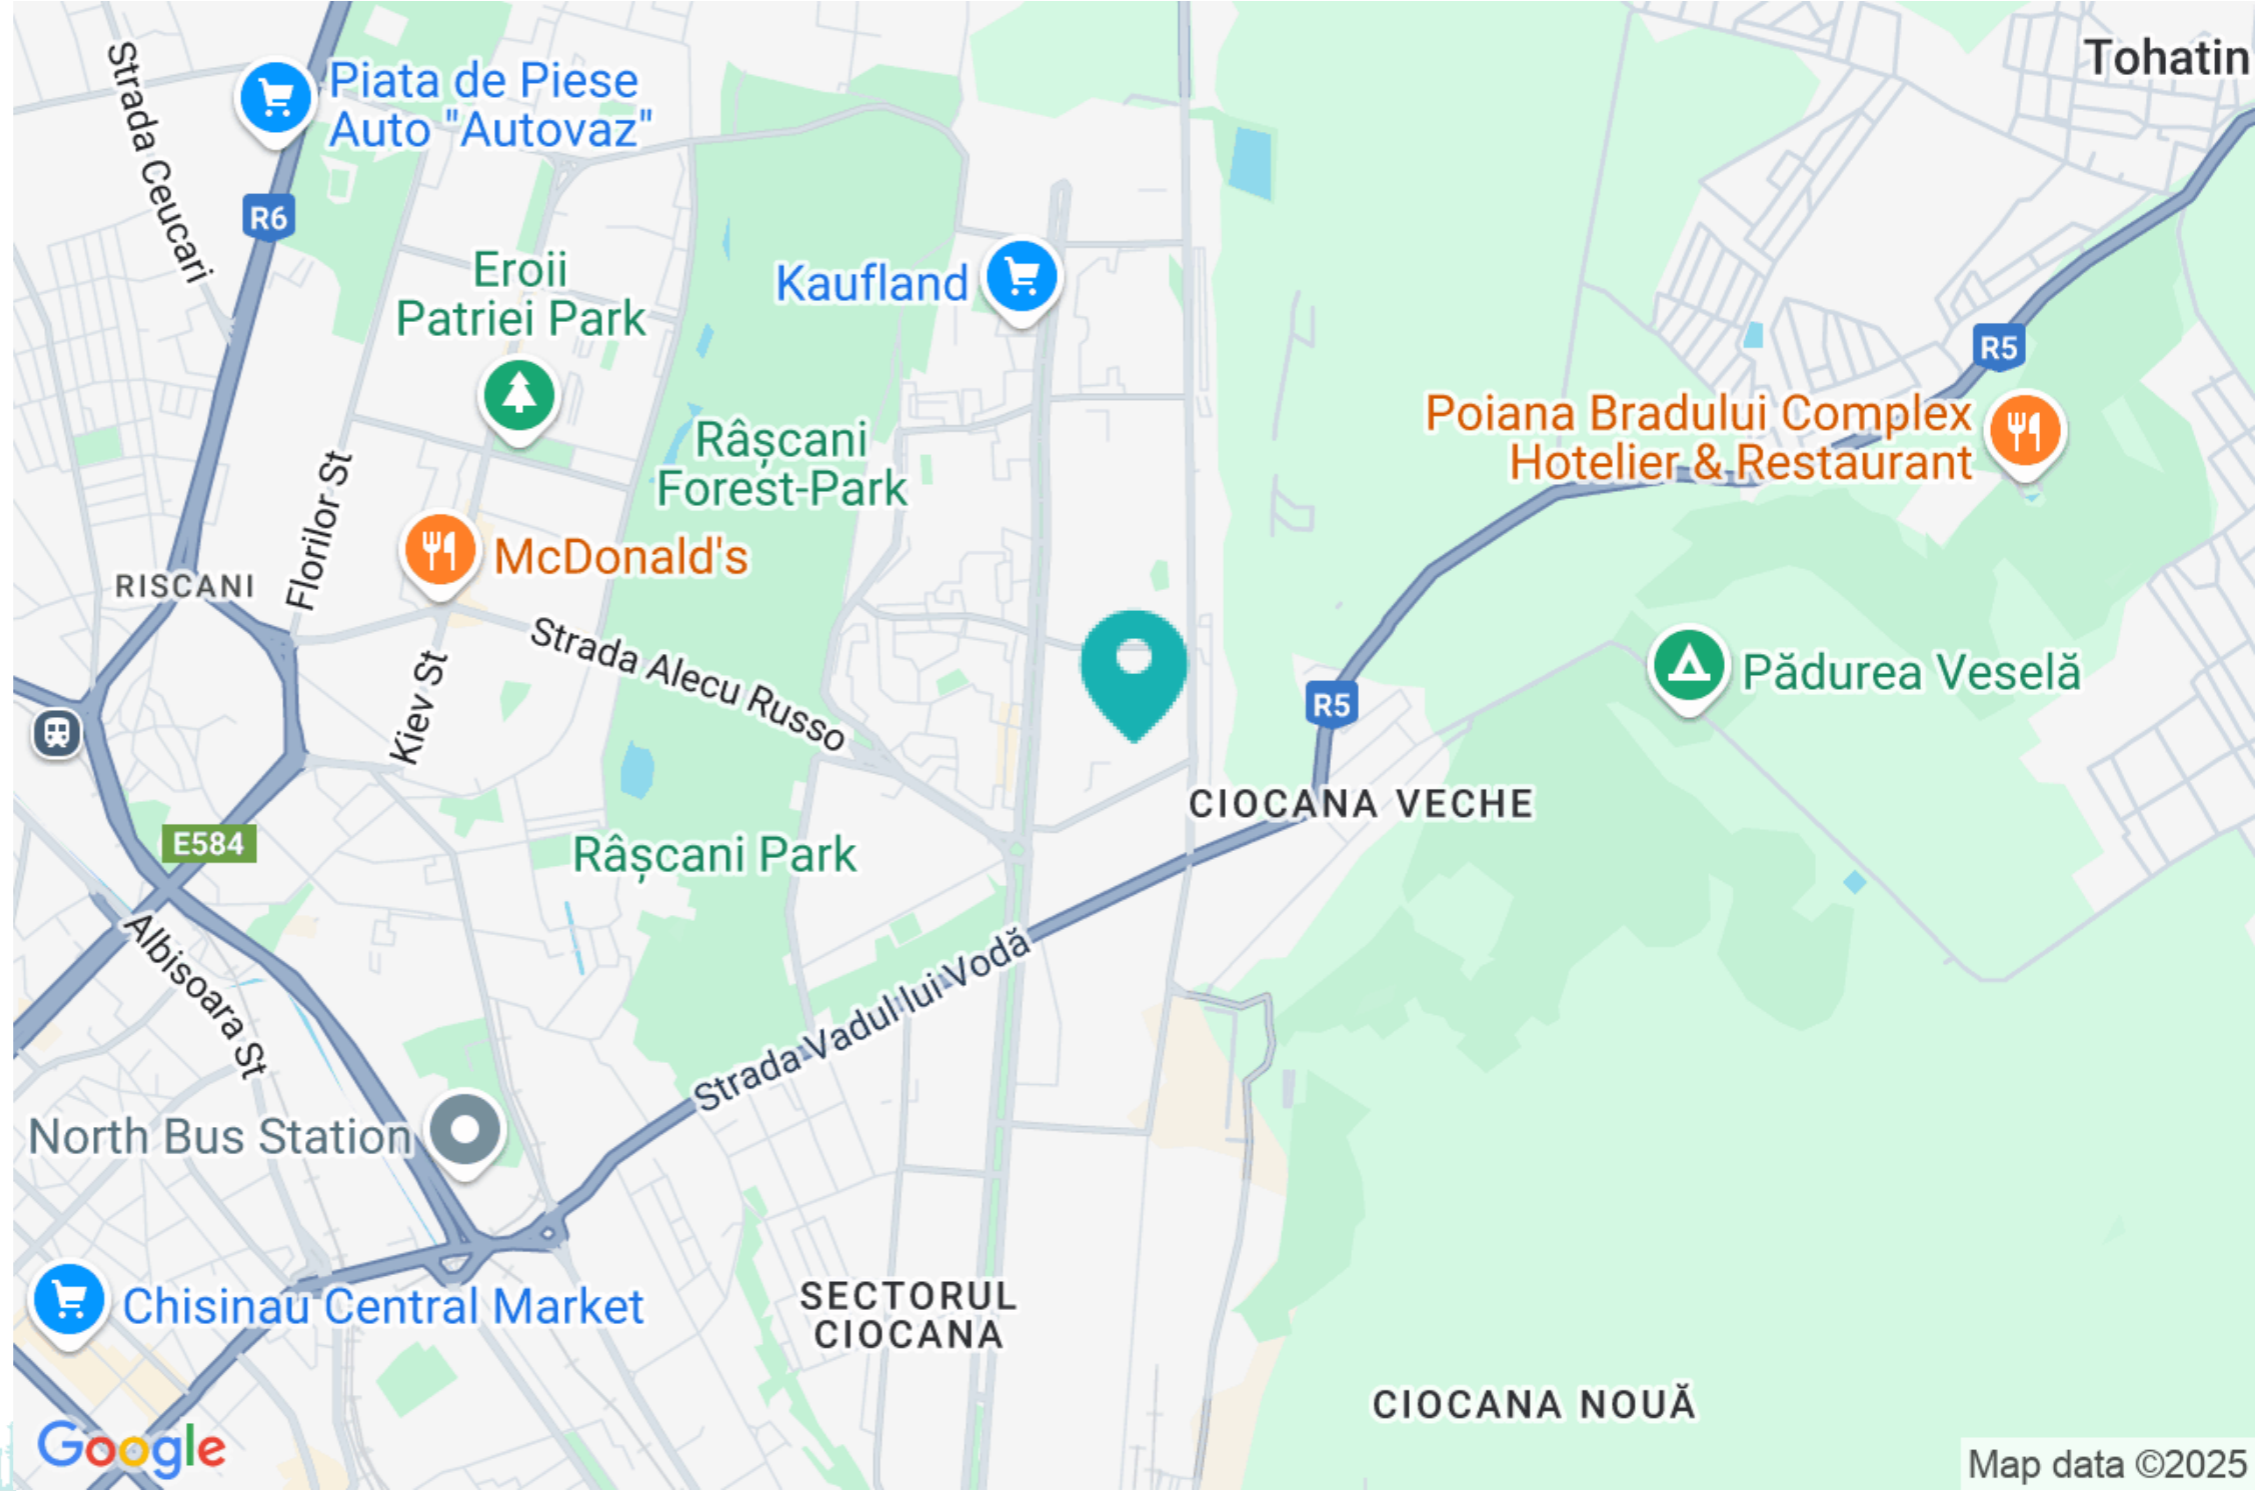 Tohatin
Strada Ceucari
Piata de Piese
Auto "Autovaz"
R6
Eroii
Patriei Park
Kaufland
R5
Poiana Bradului Complex
Hotelier & Restaurant
Râșcani
Forest-Park
Florilor St
McDonald's
RISCANI
Strada Alecu Russo
Kiev St
Pădurea Veselă
R5
CIOCANA VECHE
E584
Râșcani Park
Albisoara St
Strada Vadul lui Vodă
North Bus Station
Chisinau Central Market
SECTORUL
CIOCANA
CIOCANA NOUĂ
Google
Map data ©2025